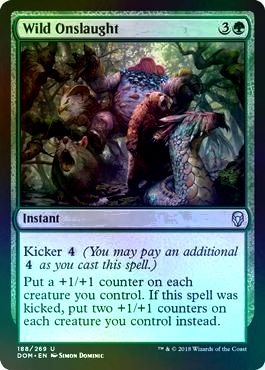 Wild Onslaught 3
Instant
Kicker 4 (You may pay an additional
4 as you cast this spell.)
Put a +1/+1 counter on each
creature you control. If this spell was
kicked, put two +1/+1 counters on
each creature you control instead.
188/269 U
DOM • EN Simon Dominic ™ & © 2018 Wizards of the Coast